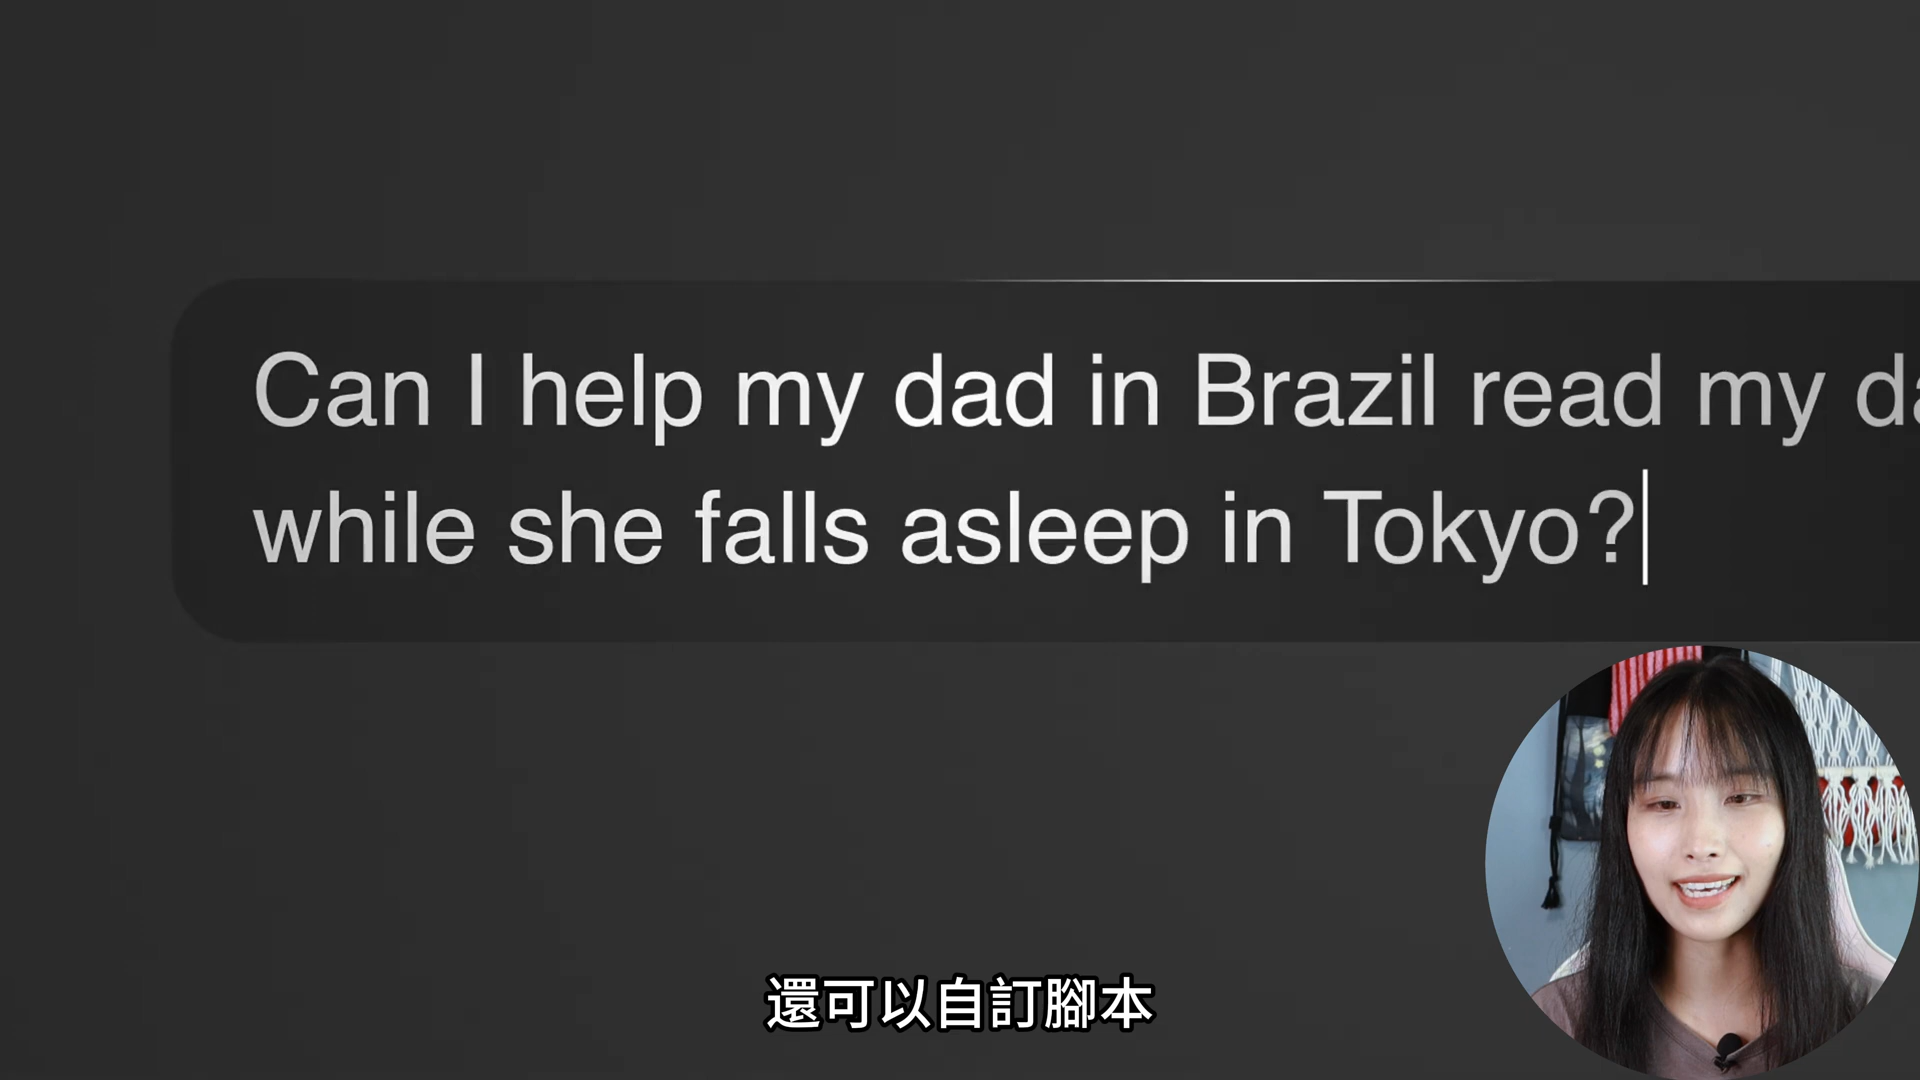 Can I help my dad in Brazil read my
while she falls asleep in Tokyo?
還可以自訂腳本